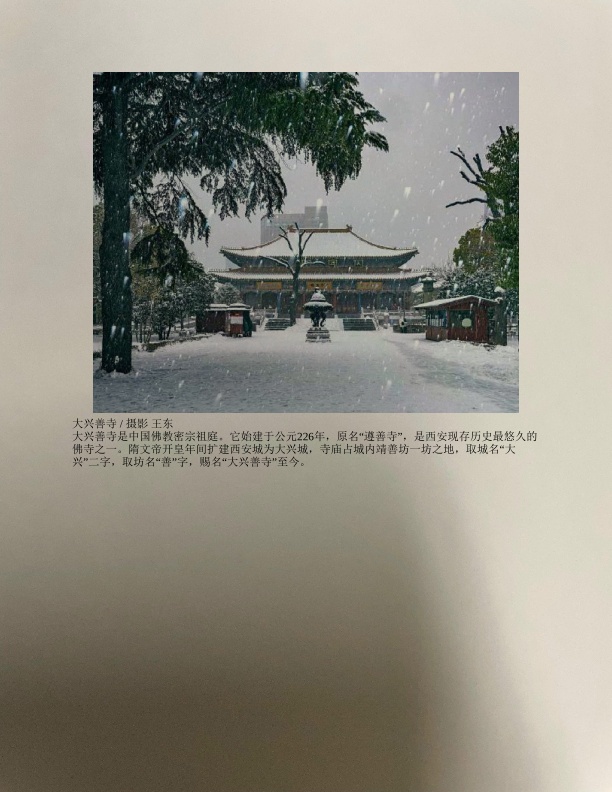 大兴善寺 / 摄影 王东
大兴善寺是中国佛教密宗祖庭。它始建于公元226年，原名“遵善寺”，是西安现存历史最悠久的
佛寺之一。隋文帝开皇年间扩建西安城为大兴城，寺庙占城内靖善坊一坊之地，取城名“大
兴”二字，取坊名“善”字，赐名“大兴善寺”至今。